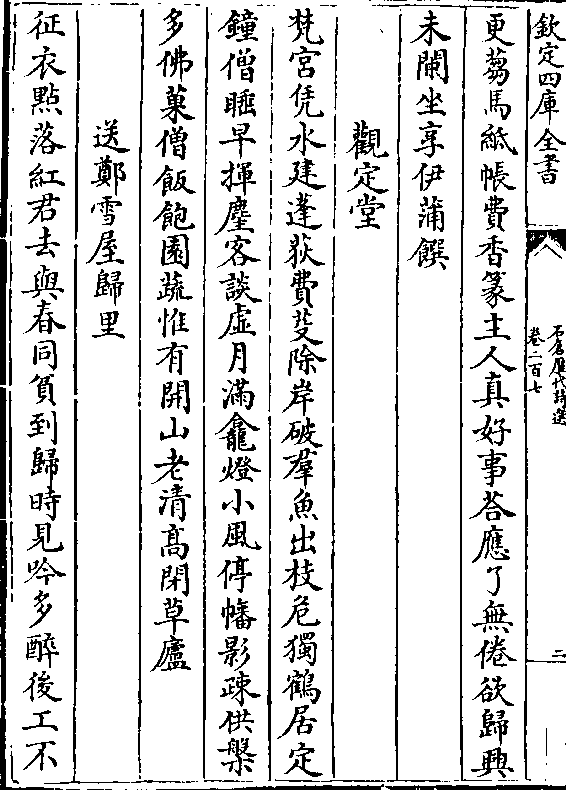 欽定四庫全書
石倉歷代詩選
卷二百七
二
更蒭馬紙帳費香篆主人真好事荅應了無倦欲歸興
未闌坐享伊蒲饌
觀定堂
梵宮凭水建蓬荻費芟除岸破羣魚出枝危獨鶴居定
鐘僧睡早揮麈客談虛月滿龕燈小風停幡影疎供槃
多佛菓僧飯飽園蔬惟有開山老清髙閉草廬
送鄭雪屋歸里
征衣點落紅君去與春同貧到歸時見吟多醉後工不